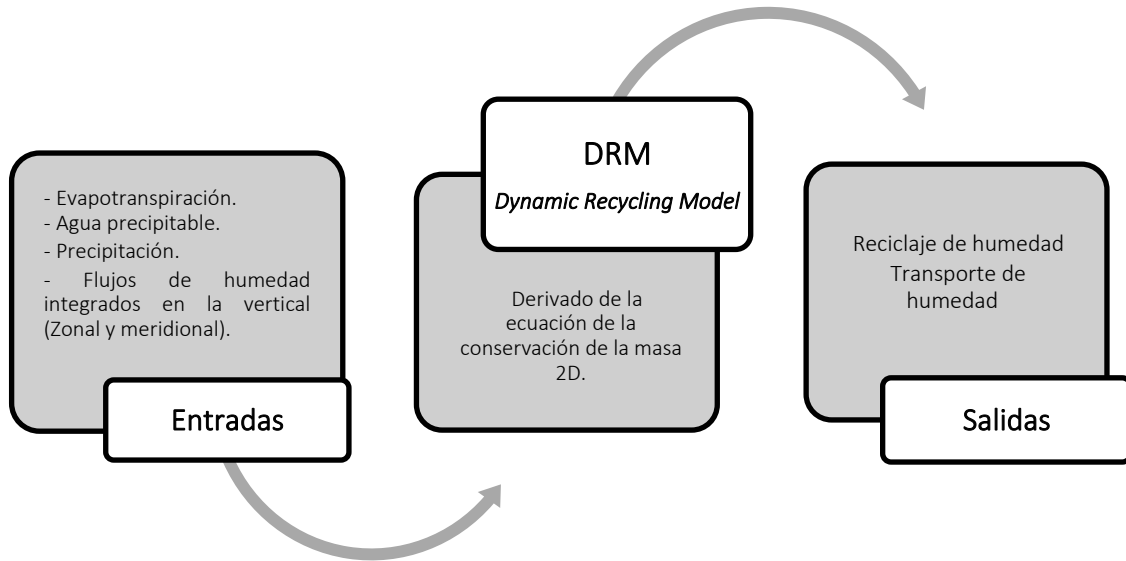 - Evapotranspiración.
- Agua precipitable.
- Precipitación.
- Flujos de humedad
integrados en la vertical
(Zonal y meridional).
Entradas
DRM
Dynamic Recycling Model
Derivado de la
ecuación de la
conservación de la masa
2D.
Reciclaje de humedad
Transporte de
humedad
Salidas